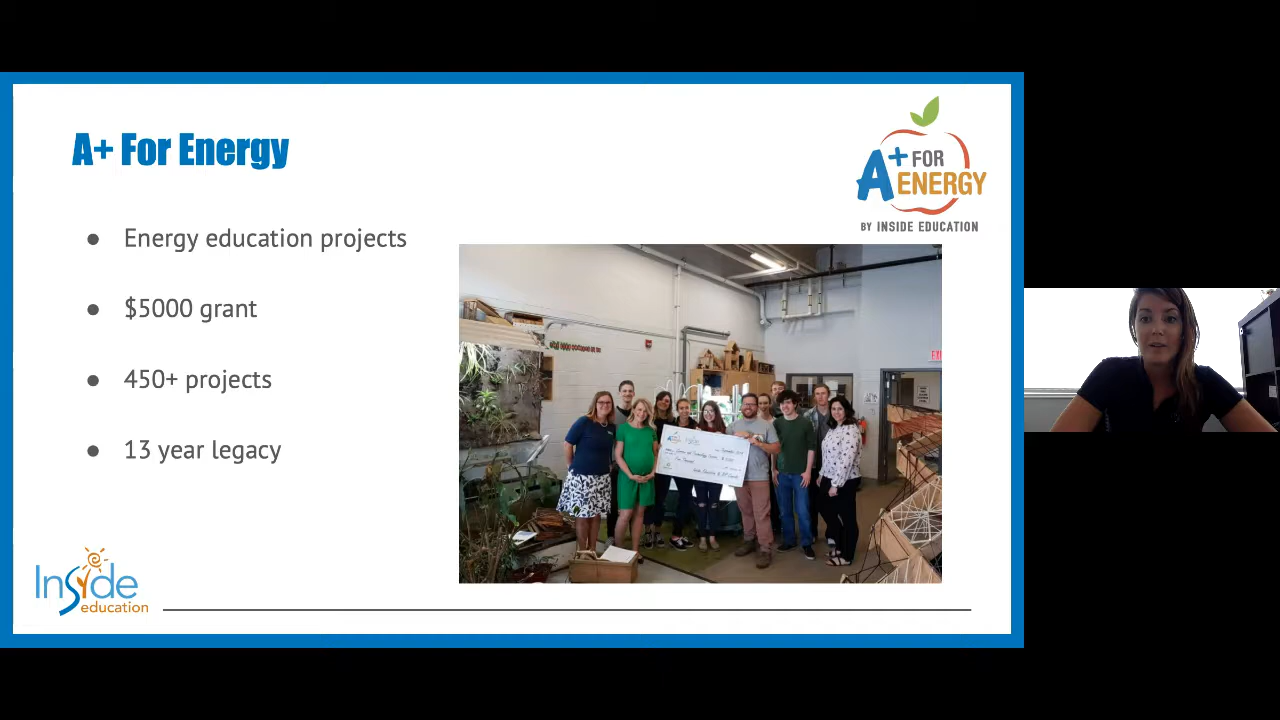 A+ For Energy
A+ FOR
ENERGY
BY INSIDE EDUCATION
● Energy education projects
● $5000 grant
● 450+ projects
● 13 year legacy
Inside
education